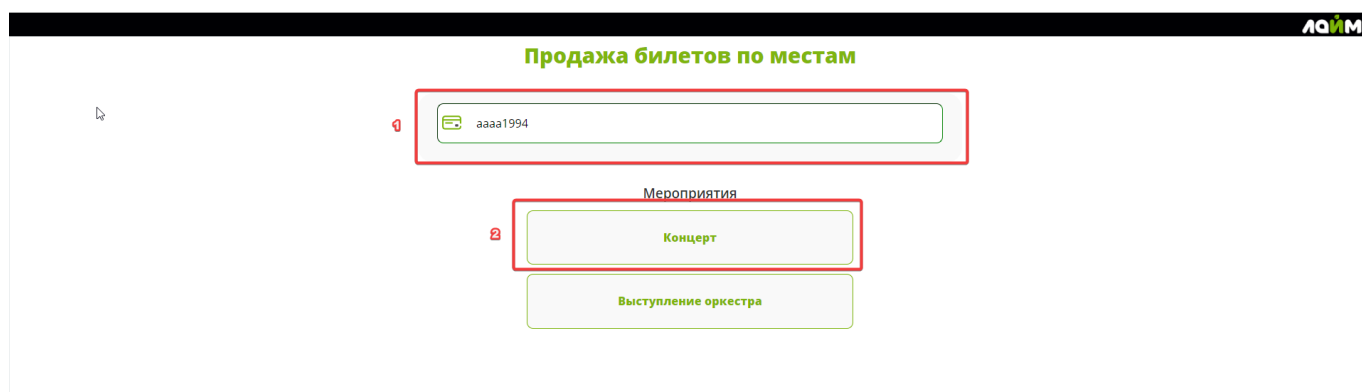 лайм
Продажа билетов по местам
1
aaaa1994
Мероприятия
2
Концерт
Выступление оркестра